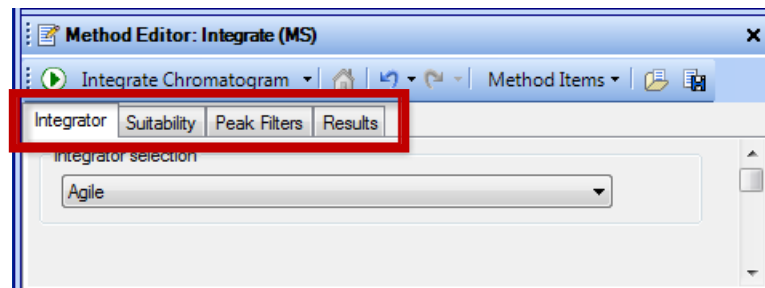 Method Editor: Integrate (MS)
Integrate Chromatogram Method Items
Integrator Suitability Peak Filters Results
Integrator selection
Agile